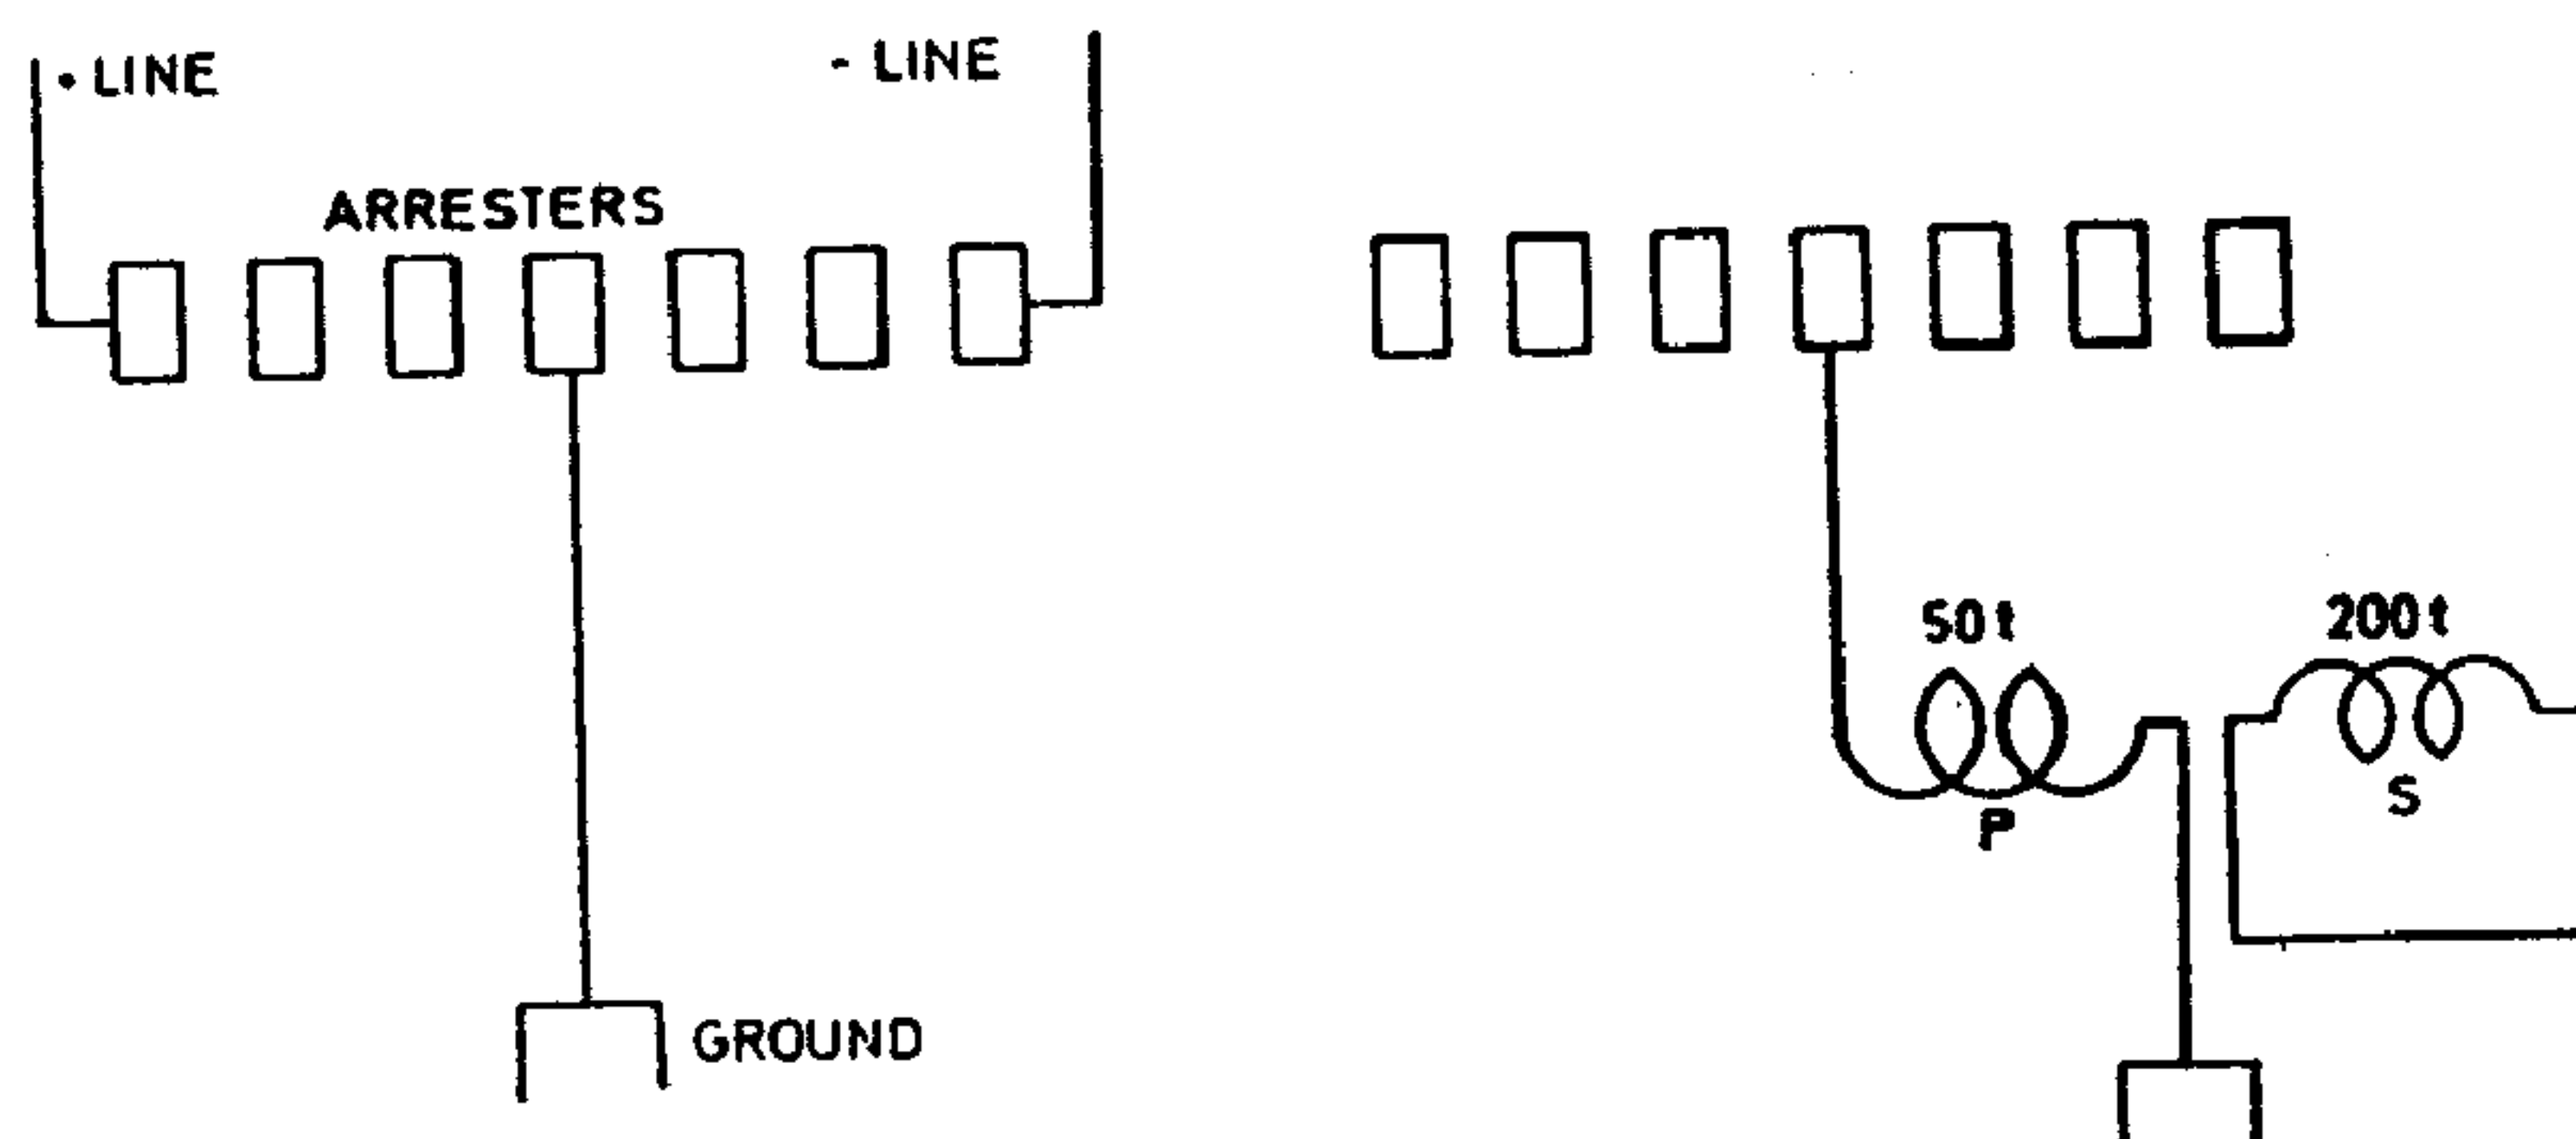 • LINE
- LINE
ARRESTERS
GROUND
50t
200t
P
S